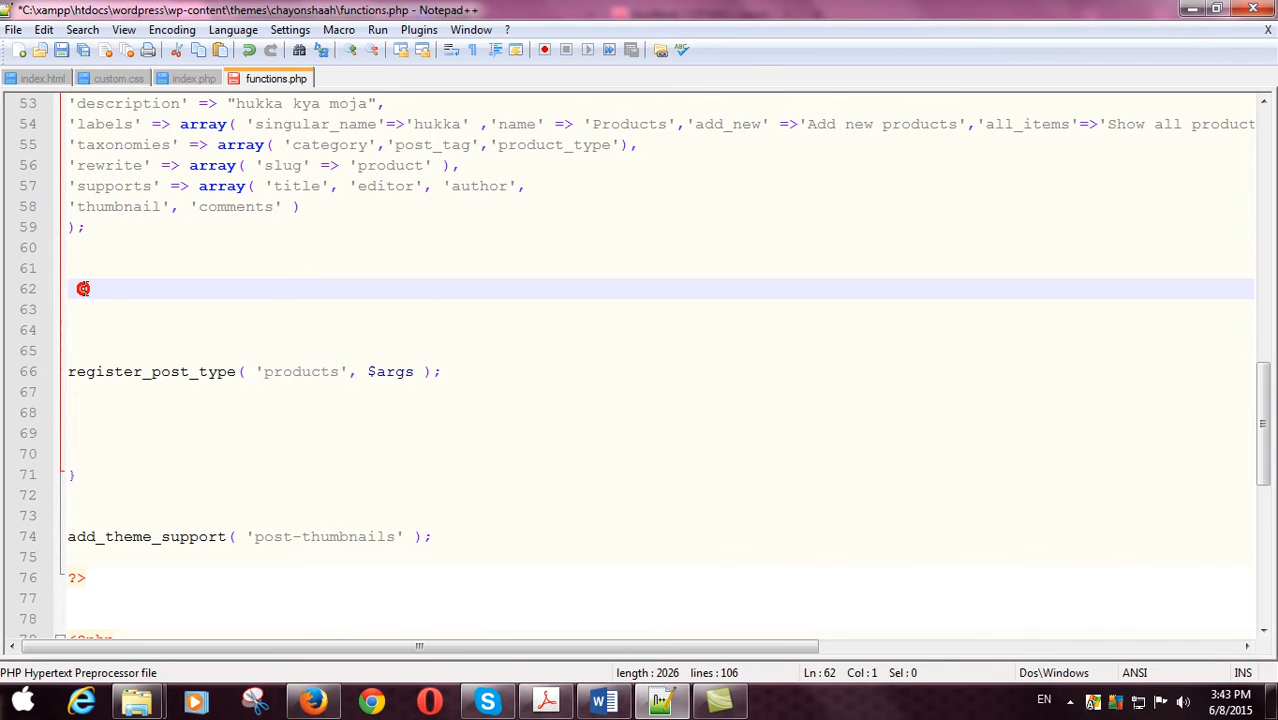 *C:\xampp\htdocs\wordpress\wp-content\themes\chayonshaah\functions.php - Notepad++
File Edit Search View Encoding Language Settings Macro Run Plugins Window ? X
index.html custom.css index.php functions.php
53 'description' => "hukka kya moja",
54 'labels' => array( 'singular_name'=>'hukka' ,'name' => 'Products','add_new' =>'Add new products','all_items'=>'Show all product
55 'taxonomies' => array( 'category','post_tag','product_type'),
56 'rewrite' => array( 'slug' => 'product' ),
57 'supports' => array( 'title', 'editor', 'author',
58 'thumbnail', 'comments' )
59 );
60
61
62
63
64
65
66 register_post_type( 'products', $args );
67
68
69
70
71 }
72
73
74 add_theme_support( 'post-thumbnails' );
75
76 ?>
77
78
79 <?php
PHP Hypertext Preprocessor file length : 2026 lines : 106 Ln : 62 Col : 1 Sel : 0 Dos\Windows ANSI INS
EN 3:43 PM
6/8/2015